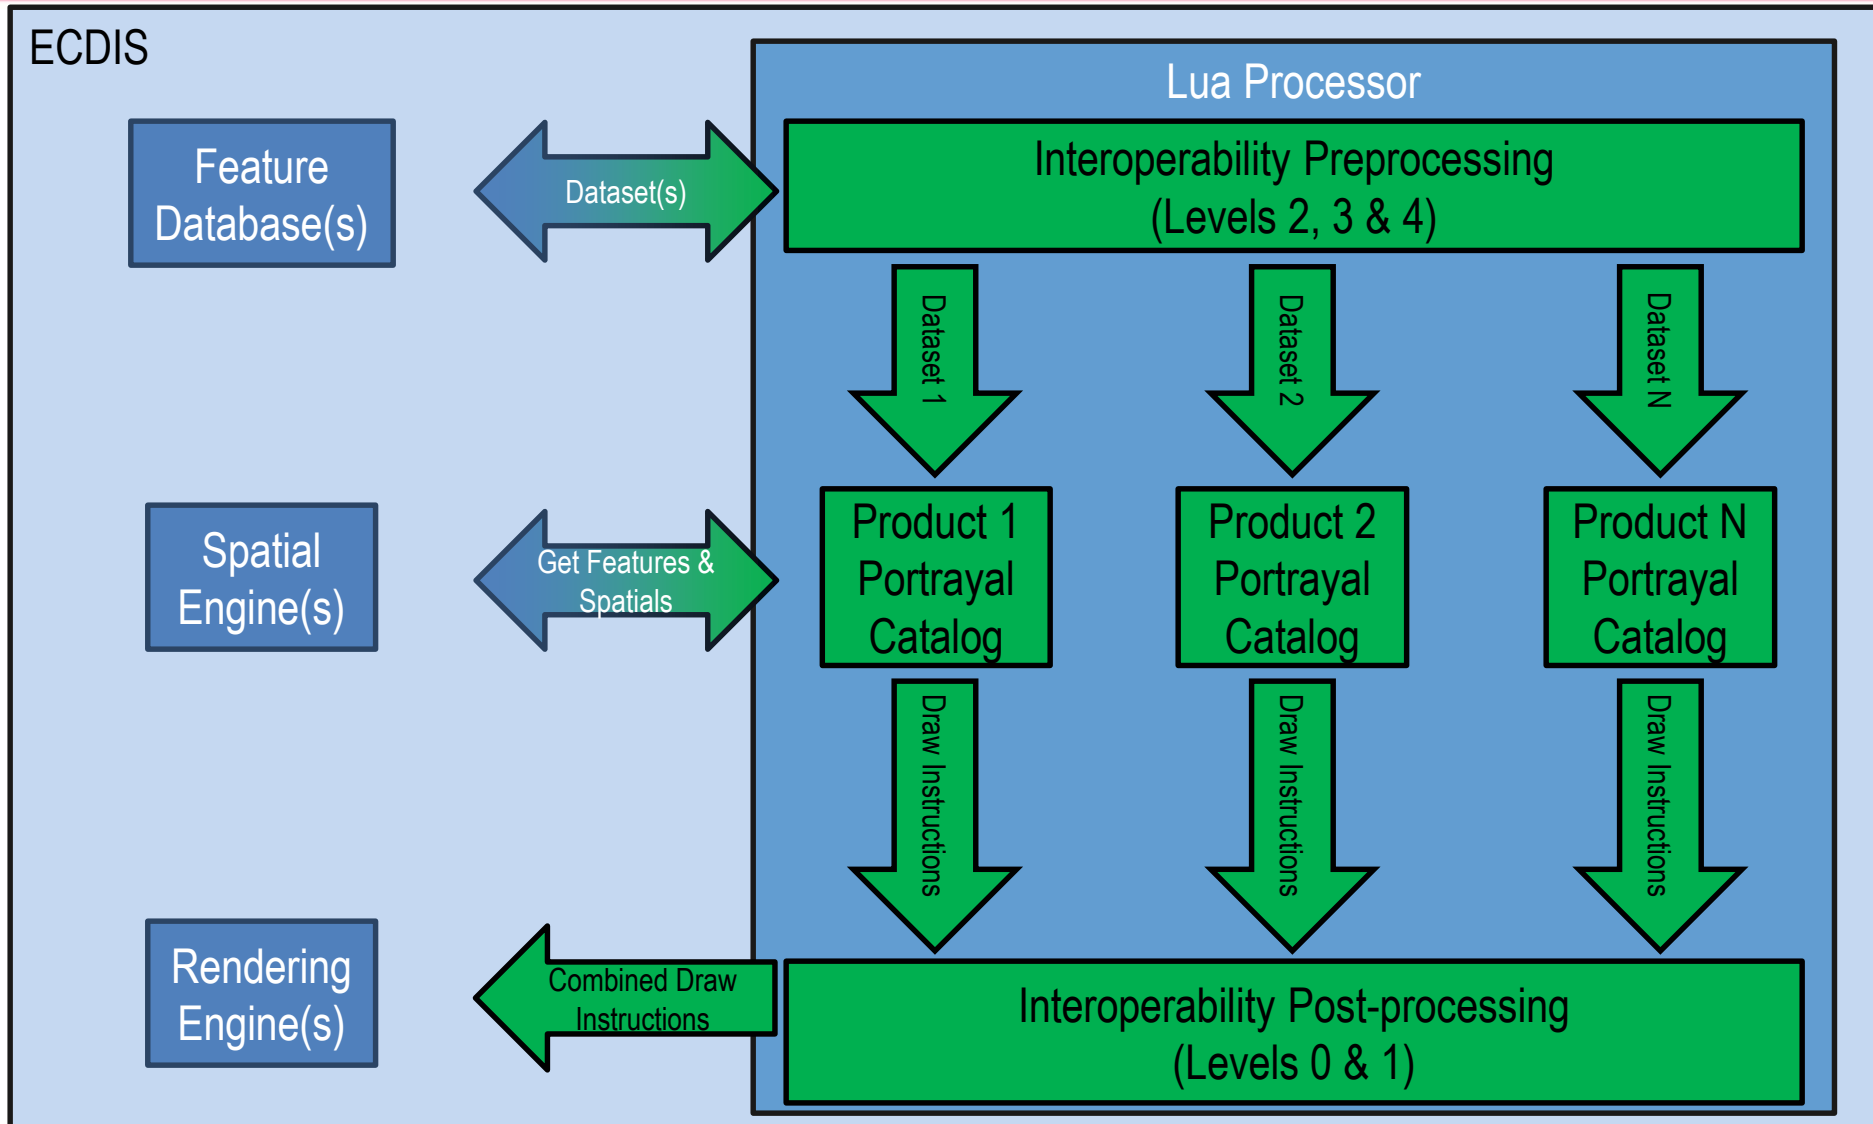 ECDIS
Lua Processor
Feature
Database(s)
Dataset(s)
Interoperability Preprocessing
(Levels 2, 3 & 4)
Dataset 1
Dataset 2
Dataset N
Spatial
Engine(s)
Get Features &
Spatials
Product 1
Portrayal
Catalog
Product 2
Portrayal
Catalog
Product N
Portrayal
Catalog
Draw Instructions
Draw Instructions
Draw Instructions
Rendering
Engine(s)
Combined Draw
Instructions
Interoperability Post-processing
(Levels 0 & 1)